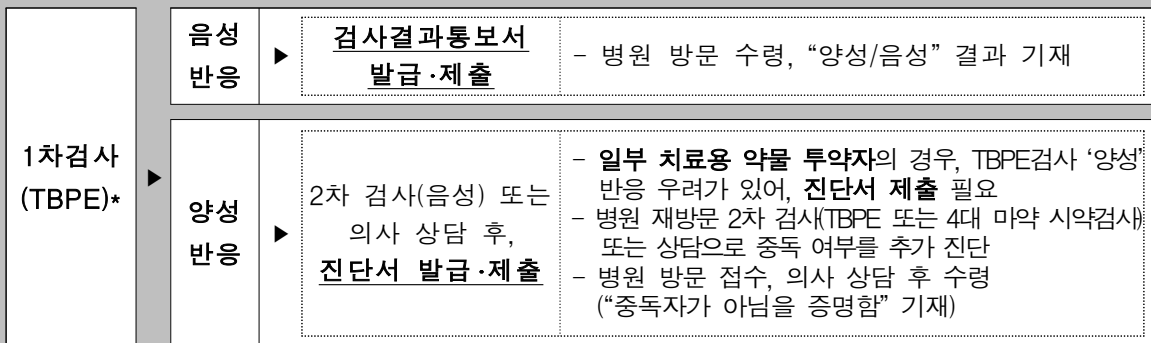 1차검사
(TBPE)*
▶
음성
반응
▶
검사결과통보서
발급·제출
- 병원 방문 수령, “양성/음성” 결과 기재
양성
반응
▶
2차 검사(음성) 또는
의사 상담 후,
진단서 발급·제출
- 일부 치료용 약물 투약자의 경우, TBPE검사 ‘양성’
반응 우려가 있어, 진단서 제출 필요
- 병원 재방문 2차 검사(TBPE 또는 4대 마약 시약검사)
또는 상담으로 중독 여부를 추가 진단
- 병원 방문 접수, 의사 상담 후 수령
(“중독자가 아님을 증명함” 기재)